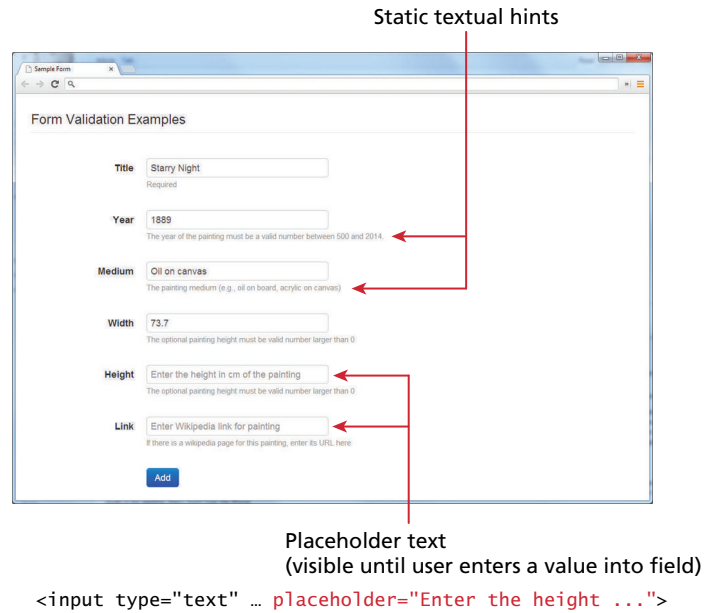 Static textual hints
Sample Form
Form Validation Examples
Title Starry Night
Required
Year 1889
The year of the painting must be a valid number between 500 and 2014.
Medium Oil on canvas
The painting medium (e.g., oil on board, acrylic on canvas)
Width 73.7
The optional painting height must be valid number larger than 0
Height Enter the height in cm of the painting
The optional painting height must be valid number larger than 0
Link Enter Wikipedia link for painting
If there is a wikipedia page for this painting, enter its URL here
Add
Placeholder text
(visible until user enters a value into field)
<input type="text" … placeholder="Enter the height ...">